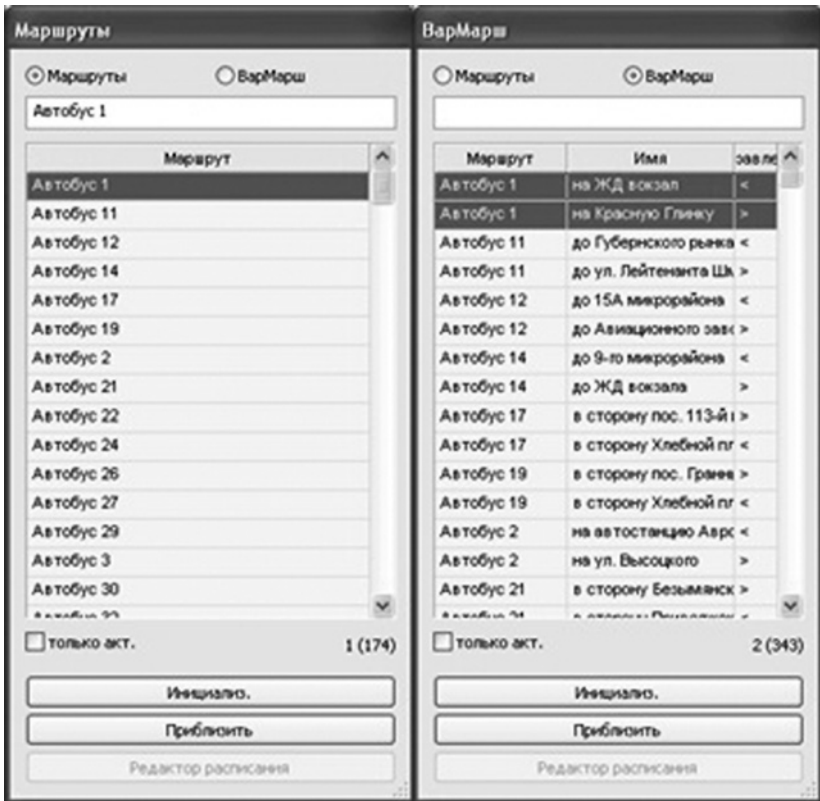 Маршруты
Маршруты ВарМарш
Автобус 1
Маршрут
Автобус 1
Автобус 11
Автобус 12
Автобус 14
Автобус 17
Автобус 19
Автобус 2
Автобус 21
Автобус 22
Автобус 24
Автобус 26
Автобус 27
Автобус 29
Автобус 3
Автобус 30
только акт. 1 (174)
Инициализ.
Приблизить
Редактор расписания
ВарМарш
Маршруты ВарМарш
Маршрут Имя равле
Автобус 1 на ЖД вокзал <
Автобус 1 на Красную Глинку >
Автобус 11 до Губернского рынка <
Автобус 11 до ул. Лейтенанта >
Автобус 12 до 15А микрорайона <
Автобус 12 до Авиационного >
Автобус 14 до 9-го микрорайона <
Автобус 14 до ЖД вокзала >
Автобус 17 в сторону пос. 113-й >
Автобус 17 в сторону Хлебной пл <
Автобус 19 в сторону пос. >
Автобус 19 в сторону Хлебной пл <
Автобус 2 на автостанцию <
Автобус 2 на ул. Высоцкого >
Автобус 21 в сторону Безымянск >
только акт. 2 (343)
Инициализ.
Приблизить
Редактор расписания